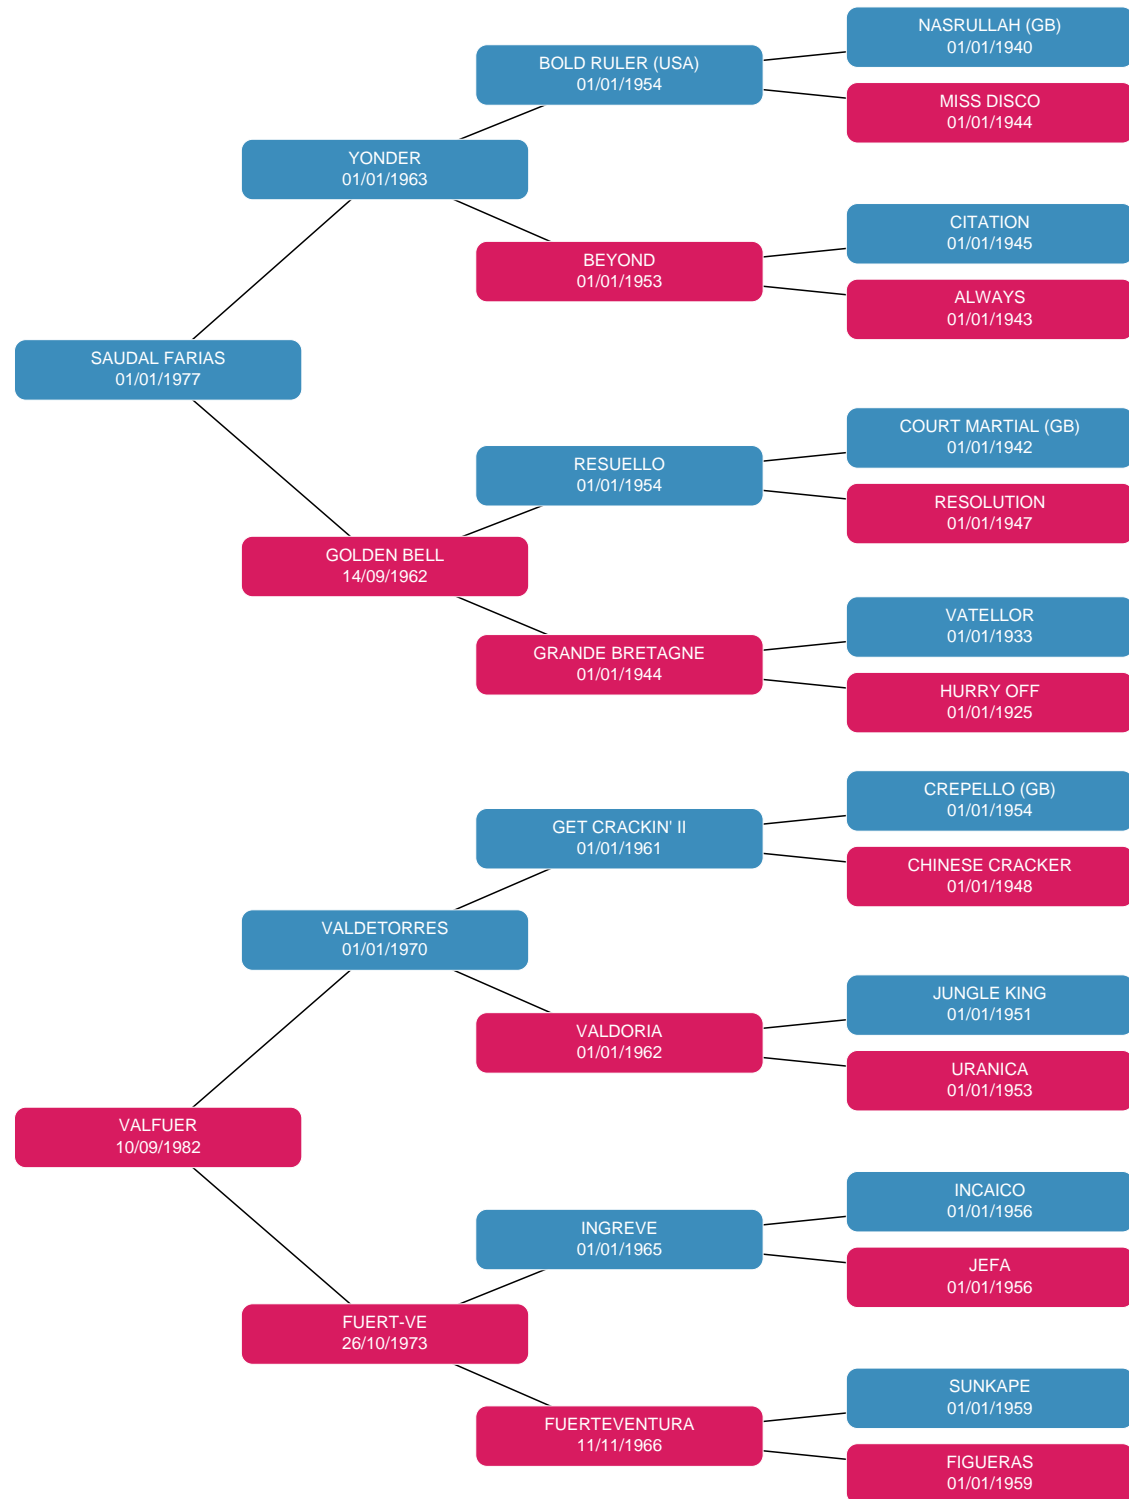 NASRULLAH (GB)
01/01/1940
BOLD RULER (USA)
01/01/1954
MISS DISCO
01/01/1944
YONDER
01/01/1963
CITATION
01/01/1945
BEYOND
01/01/1953
ALWAYS
01/01/1943
SAUDAL FARIAS
01/01/1977
COURT MARTIAL (GB)
01/01/1942
RESUELLO
01/01/1954
RESOLUTION
01/01/1947
GOLDEN BELL
14/09/1962
VATELLOR
01/01/1933
GRANDE BRETAGNE
01/01/1944
HURRY OFF
01/01/1925
CREPELLO (GB)
01/01/1954
GET CRACKIN' II
01/01/1961
CHINESE CRACKER
01/01/1948
VALDETORRES
01/01/1970
JUNGLE KING
01/01/1951
VALDORIA
01/01/1962
URANICA
01/01/1953
VALFUER
10/09/1982
INCAICO
01/01/1956
INGREVE
01/01/1965
JEFA
01/01/1956
FUERT-VE
26/10/1973
SUNKAPE
01/01/1959
FUERTEVENTURA
11/11/1966
FIGUERAS
01/01/1959